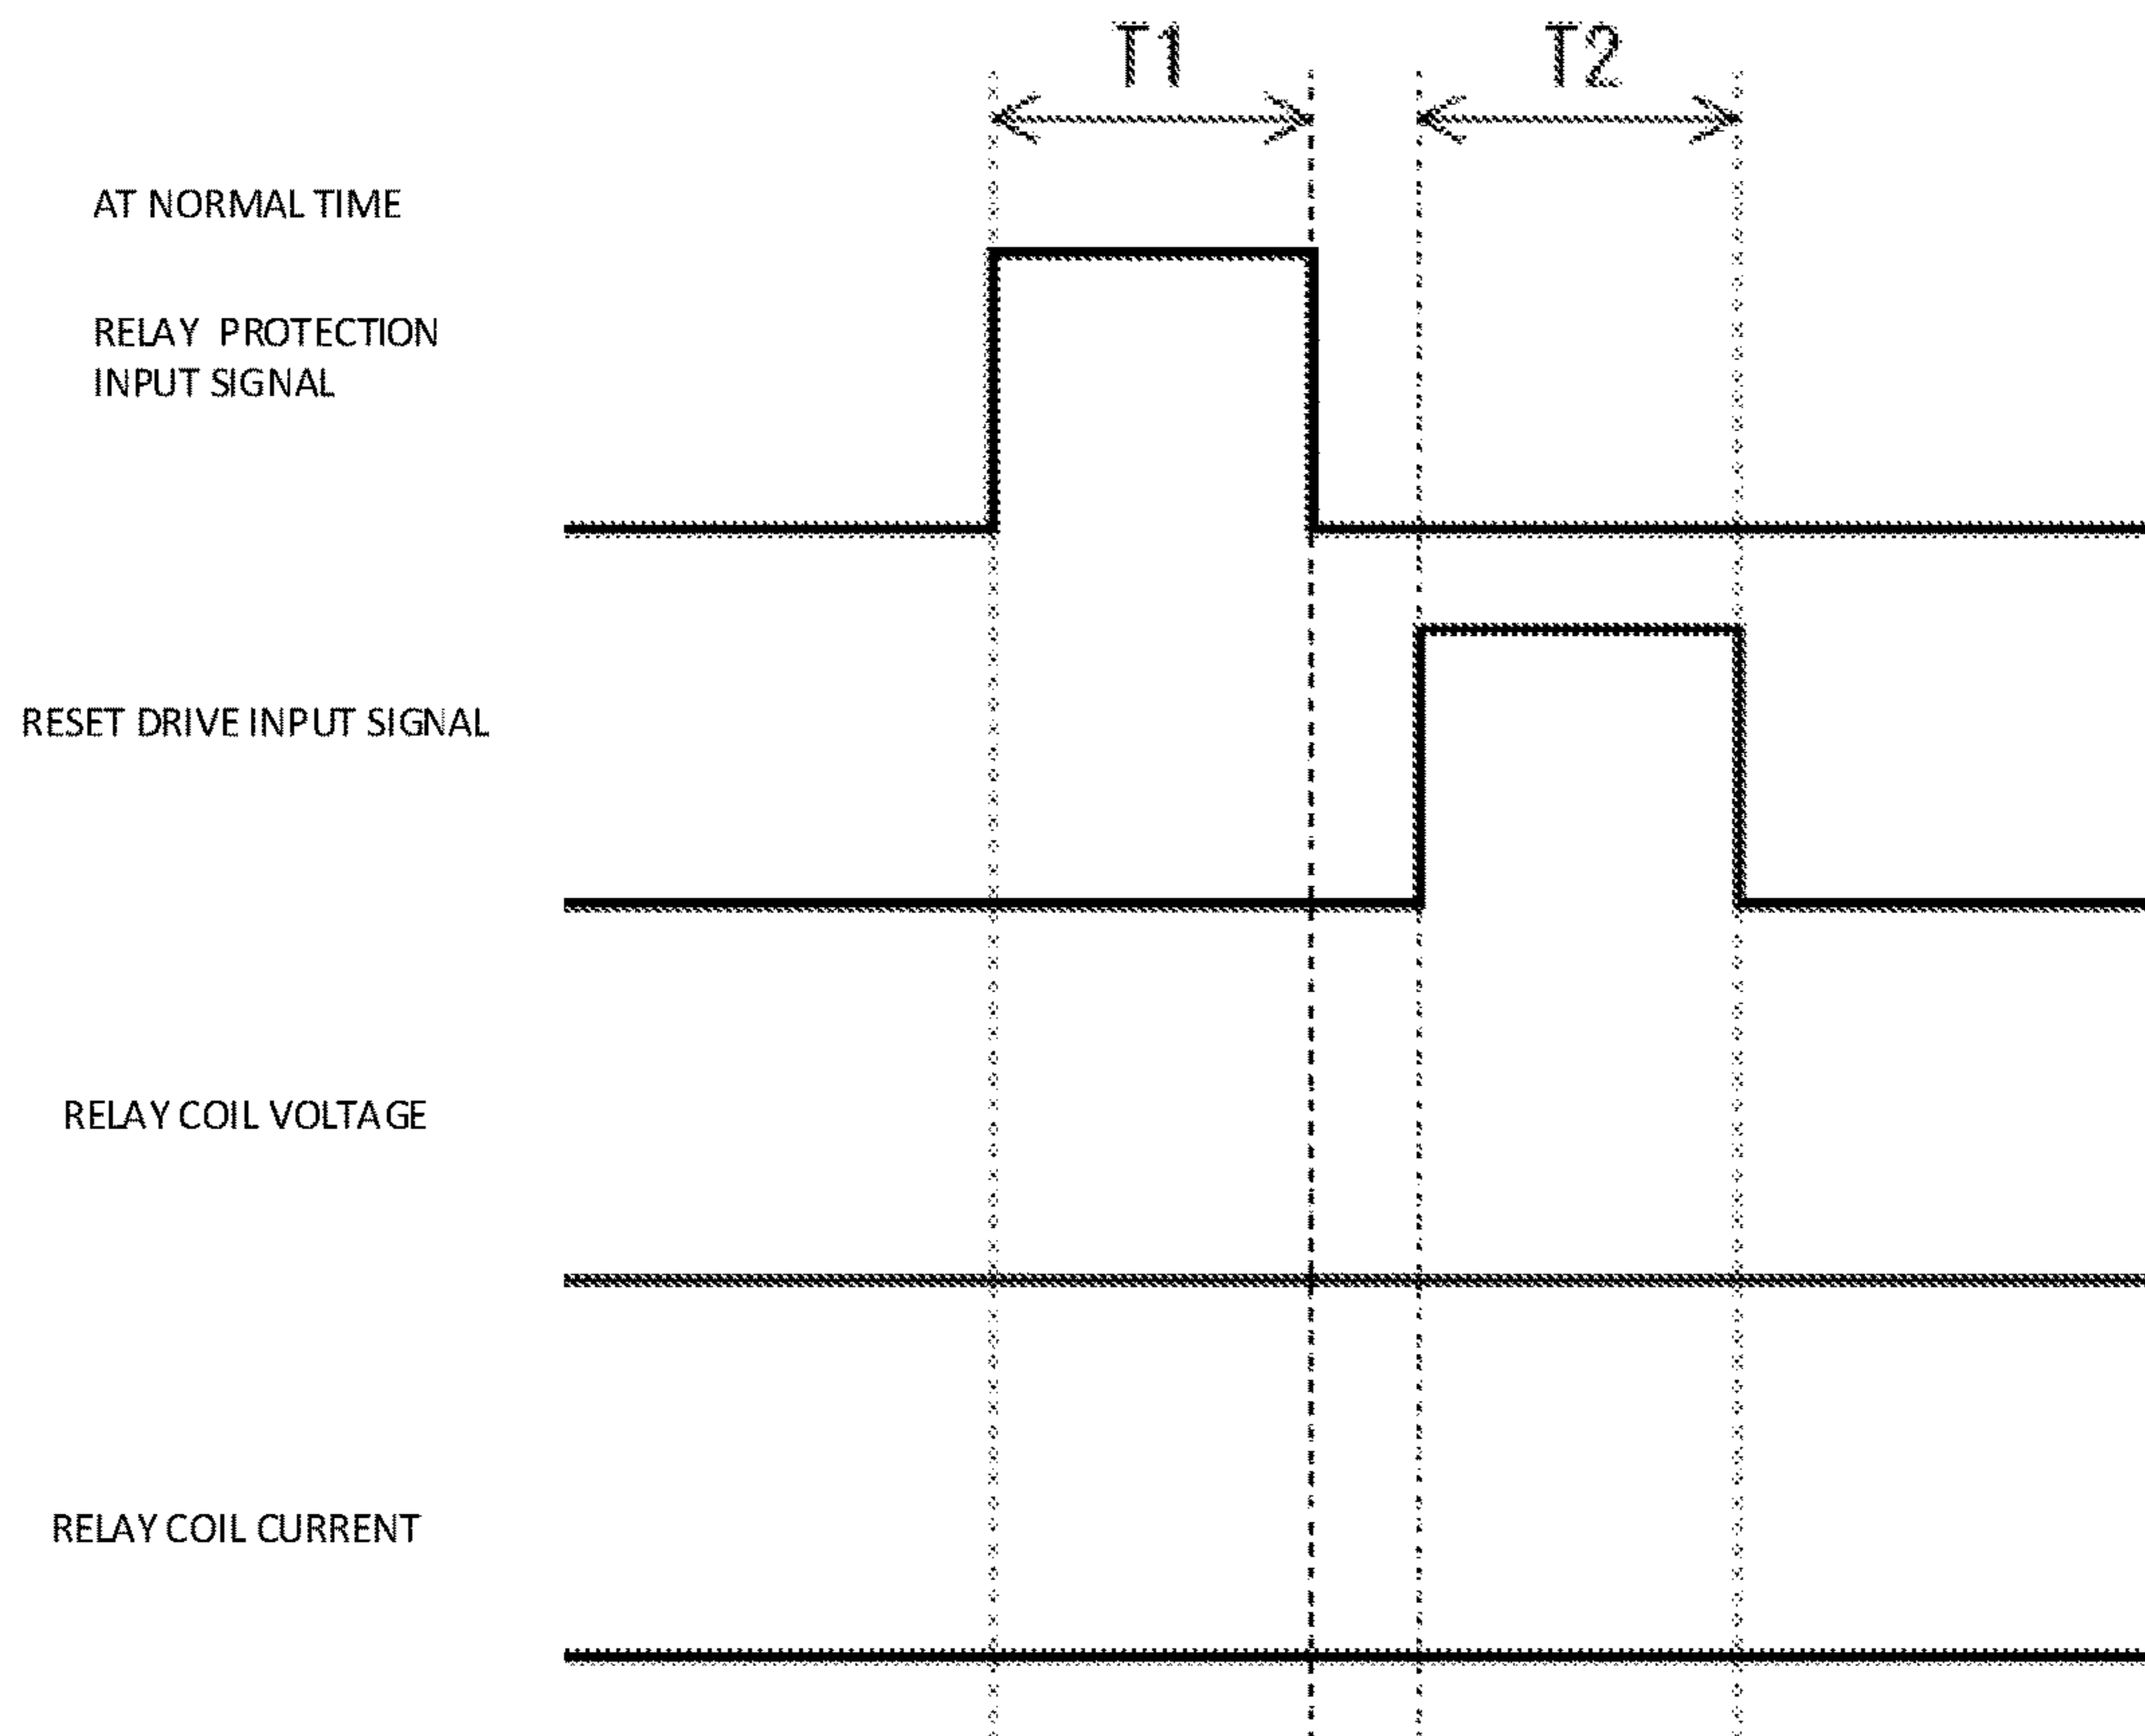 T1 T2
AT NORMAL TIME
RELAY PROTECTION
INPUT SIGNAL
RESET DRIVE INPUT SIGNAL
RELAY COIL VOLTAGE
RELAY COIL CURRENT